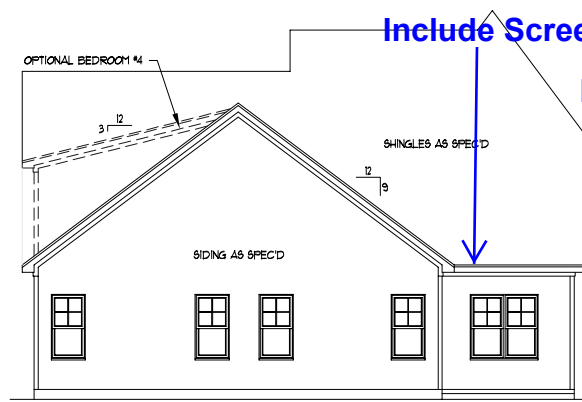 Include Scree
OPTIONAL BEDROOM #4
12
3
SHINGLES AS SPEC'D
12
9
SIDING AS SPEC'D